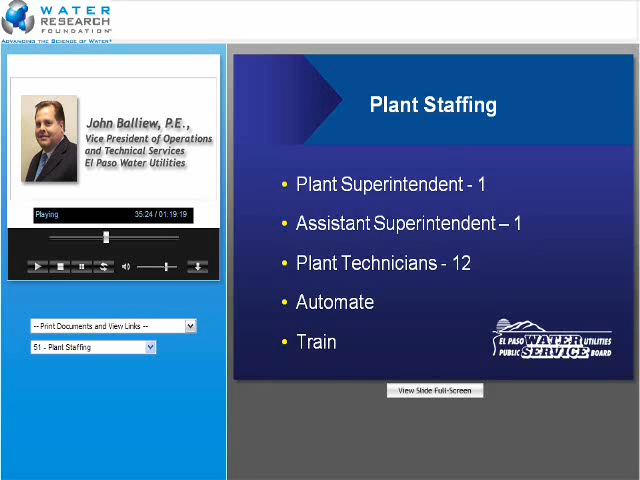 WATER
RESEARCH
FOUNDATION
ADVANCING THE SCIENCE OF WATER®
John Balliew, P.E.,
Vice President of Operations
and Technical Services
El Paso Water Utilities
Playing 35:24 / 01:19:19
-- Print Documents and View Links --
51 - Plant Staffing
Plant Staffing
• Plant Superintendent - 1
• Assistant Superintendent – 1
• Plant Technicians - 12
• Automate
• Train
EL PASO WATER UTILITIES
PUBLIC SERVICE BOARD
View Slide Full-Screen